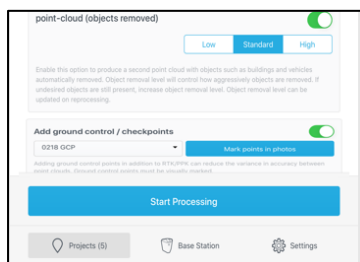 point-cloud (objects removed)
Low Standard High
Enable this option to produce a second point cloud with objects such as buildings and vehicles
automatically removed. Object removal level will control how aggressively objects are removed. If
undesired objects are still present, increase object removal level. Object removal level can be
updated on reprocessing.
Add ground control / checkpoints
0218 GCP Mark points in photos
Adding ground control points in addition to RTK/PPK can reduce the variance in accuracy between
point clouds. Ground control points must be visually marked.
Start Processing
Projects (5) Base Station Settings